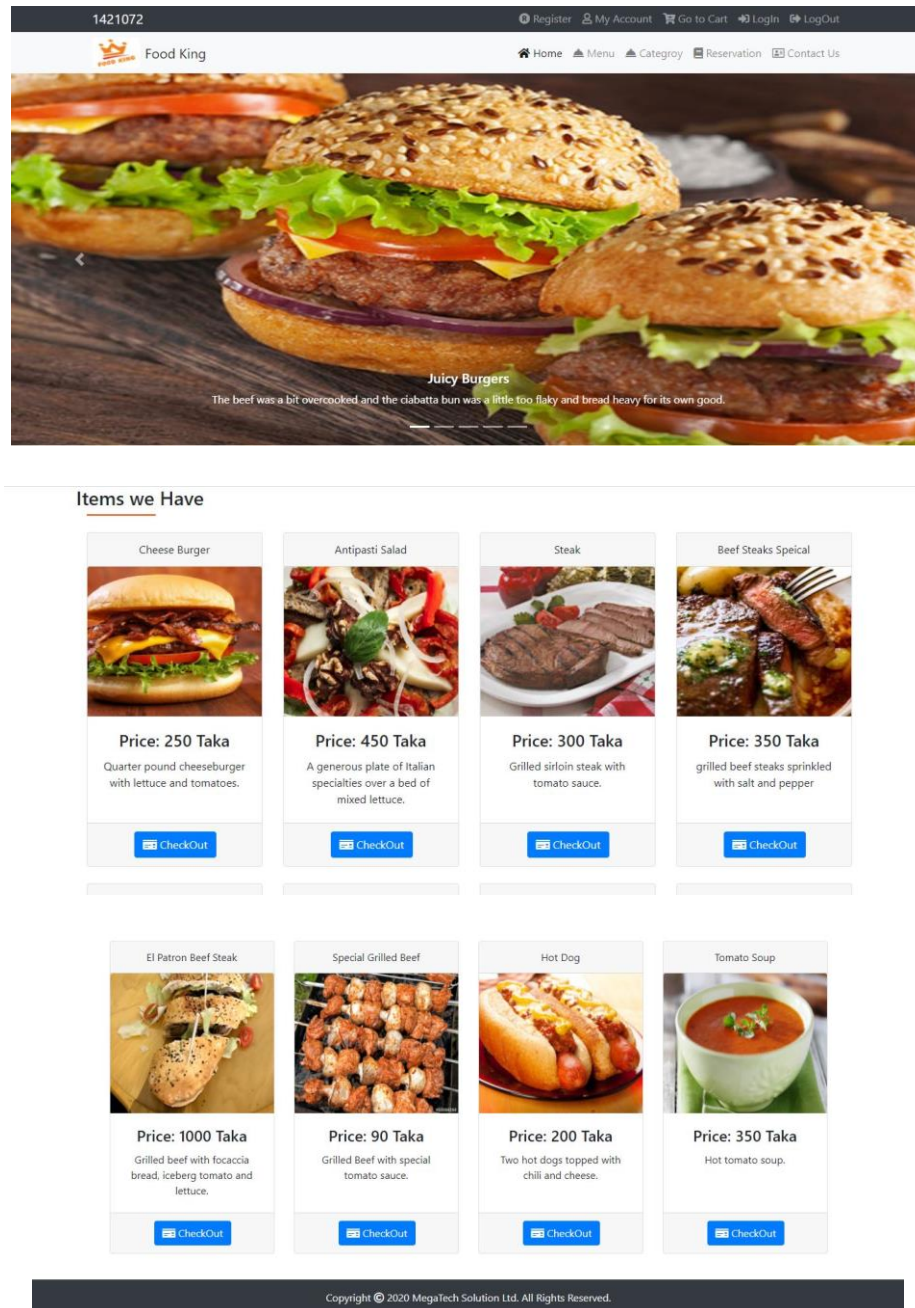 1421072
Register My Account Go to Cart LogIn LogOut
FOOD KING
Food King
Home Menu Categroy Reservation Contact Us
Juicy Burgers
The beef was a bit overcooked and the ciabatta bun was a little too flaky and bread heavy for its own good.
Items we Have
Cheese Burger
Price: 250 Taka
Quarter pound cheeseburger
with lettuce and tomatoes.
CheckOut
Antipasti Salad
Price: 450 Taka
A generous plate of Italian
specialties over a bed of
mixed lettuce.
CheckOut
Steak
Price: 300 Taka
Grilled sirloin steak with
tomato sauce.
CheckOut
Beef Steaks Speical
Price: 350 Taka
grilled beef steaks sprinkled
with salt and pepper
CheckOut
El Patron Beef Steak
Price: 1000 Taka
Grilled beef with focaccia
bread, iceberg tomato and
lettuce.
CheckOut
Special Grilled Beef
Price: 90 Taka
Grilled Beef with special
tomato sauce.
CheckOut
Hot Dog
Price: 200 Taka
Two hot dogs topped with
chili and cheese.
CheckOut
Tomato Soup
Price: 350 Taka
Hot tomato soup.
CheckOut
Copyright © 2020 MegaTech Solution Ltd. All Rights Reserved.